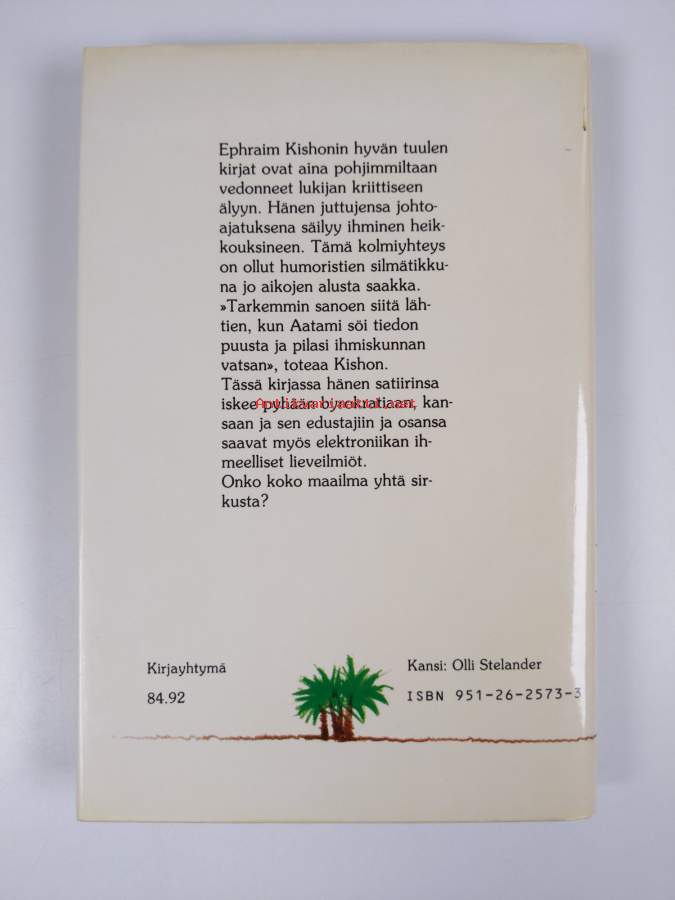 Ephraim Kishonin hyvän tuulen
kirjat ovat aina pohjimmiltaan
vedonneet lukijan kriittiseen
älyyn. Hänen juttujensa johto-
ajatuksena säilyy ihminen heik-
kouksineen. Tämä kolmiyhteys
on ollut humoristien silmätikku-
na jo aikojen alusta saakka.
»Tarkemmin sanoen siitä läh-
tien, kun Aatami söi tiedon
puusta ja pilasi ihmiskunnan
vatsan», toteaa Kishon.
Tässä kirjassa hänen satiirinsa
iskee pyhään byrokratiaan, kan-
Antikvariaatti.net
saan ja sen edustajiin ja osansa
saavat myös elektroniikan ih-
meelliset lieveilmiöt.
Onko koko maailma yhtä sir-
kusta?
Kirjayhtymä
84.92
Kansi: Olli Stelander
ISBN 951-26-2573-3